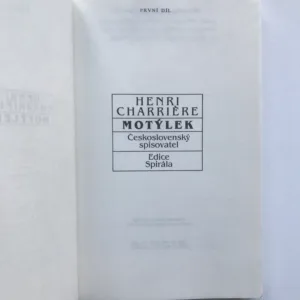 PRVNÍ DÍL
HENRI
CHARRIÈRE
MOTÝLEK
Československý
spisovatel
Edice
Spirála